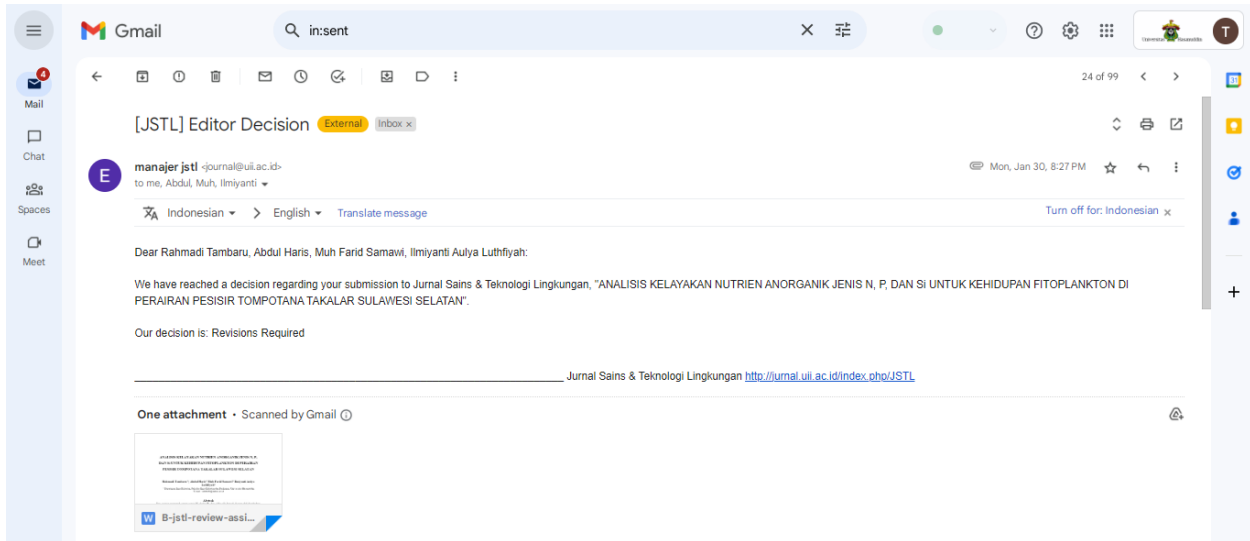 Gmail
in:sent
T
4
Mail
24 of 99
31
[JSTL] Editor Decision External Inbox ×
Chat
E
manajer jstl <journal@uii.ac.id>
Mon, Jan 30, 8:27 PM
to me, Abdul, Muh, Ilmiyanti
Spaces
Indonesian > English Translate message
Turn off for: Indonesian ×
Meet
Dear Rahmadi Tambaru, Abdul Haris, Muh Farid Samawi, Ilmiyanti Aulya Luthfiyah:
We have reached a decision regarding your submission to Jurnal Sains & Teknologi Lingkungan, "ANALISIS KELAYAKAN NUTRIEN ANORGANIK JENIS N, P, DAN Si UNTUK KEHIDUPAN FITOPLANKTON DI
PERAIRAN PESISIR TOMPOTANA TAKALAR SULAWESI SELATAN".
Our decision is: Revisions Required
Jurnal Sains & Teknologi Lingkungan http://jurnal.uii.ac.id/index.php/JSTL
One attachment • Scanned by Gmail
W B-jstl-review-assi...